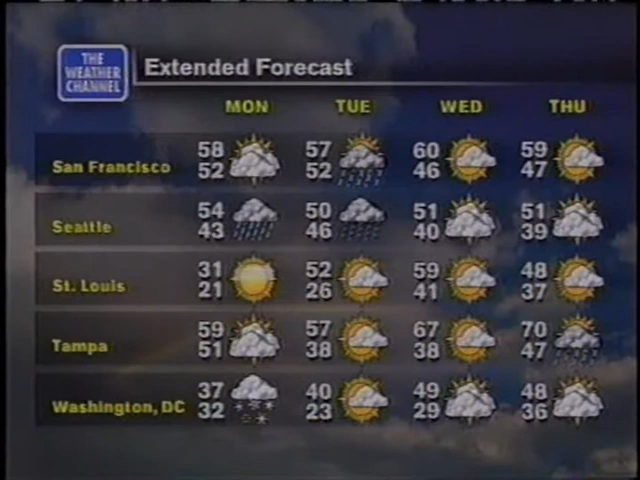 THE
WEATHER
CHANNEL
Extended Forecast
MON TUE WED THU
58 57 60 59
San Francisco 52 52 46 47
54 50 51 51
Seattle 43 46 40 39
31 52 59 48
St. Louis 21 26 41 37
59 57 67 70
Tampa 51 38 38 47
37 40 49 48
Washington, DC 32 23 29 36